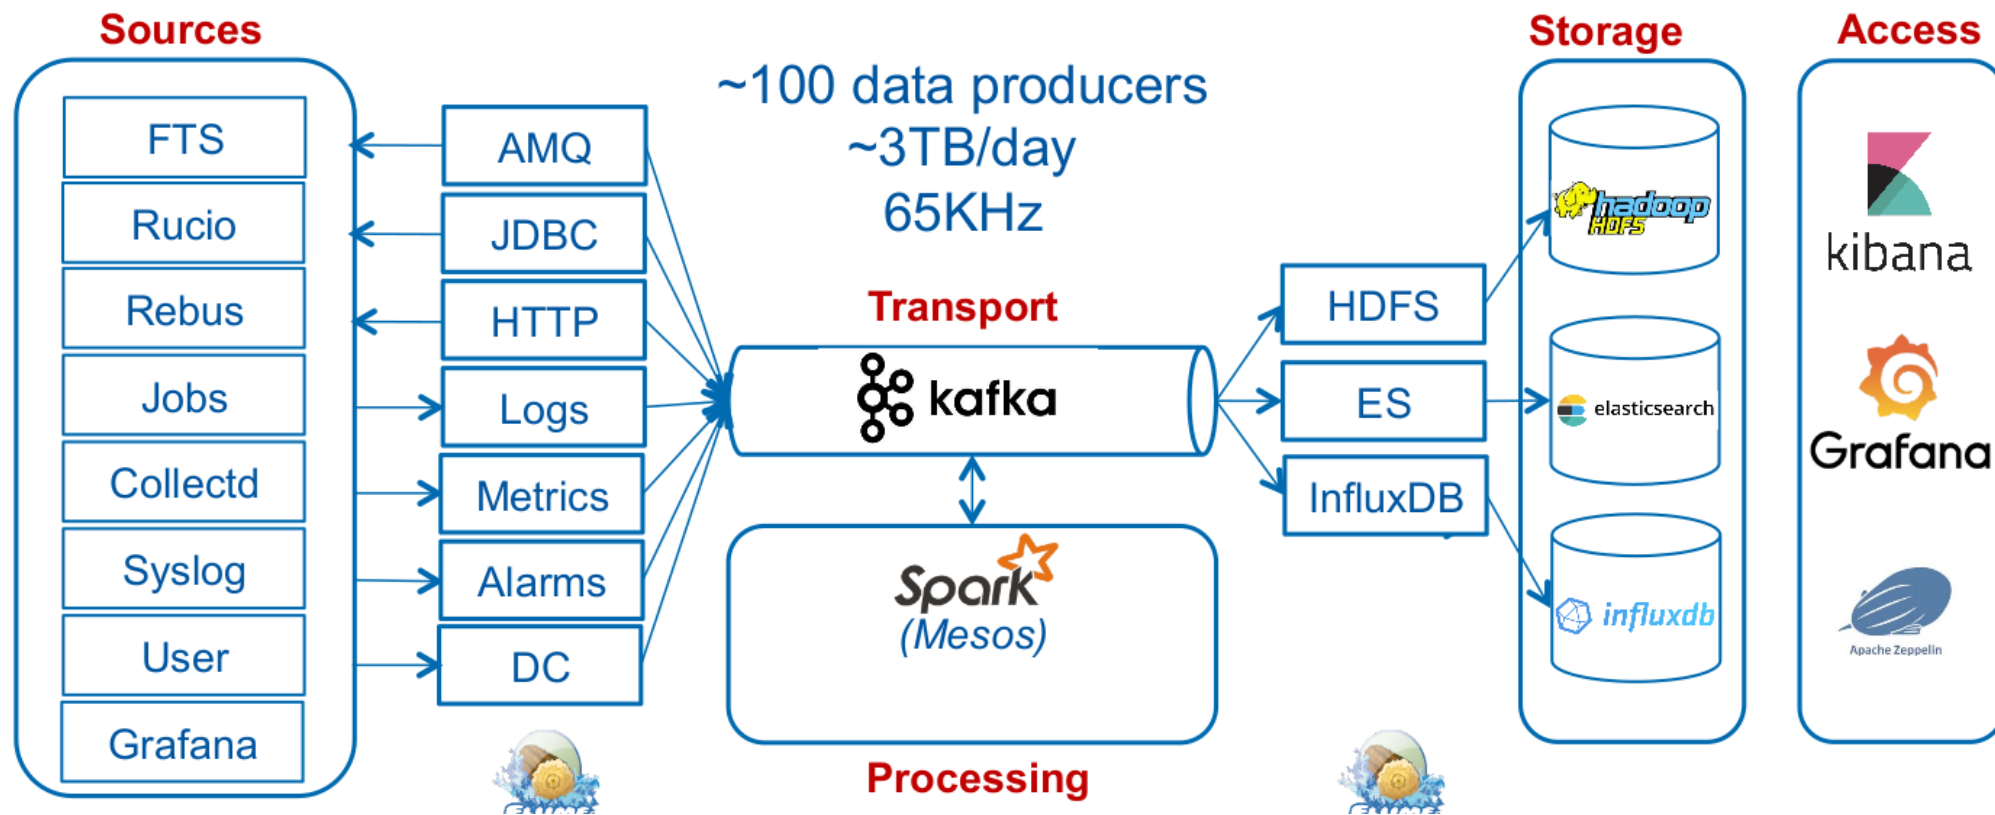 Sources
FTS
Rucio
Rebus
Jobs
Collectd
Syslog
User
Grafana
AMQ
JDBC
HTTP
Logs
Metrics
Alarms
DC
~100 data producers
~3TB/day
65KHz
Transport
kafka
Spark
(Mesos)
Processing
HDFS
ES
InfluxDB
Storage
hadoop
HDFS
elasticsearch
influxdb
Access
kibana
Grafana
Apache Zeppelin